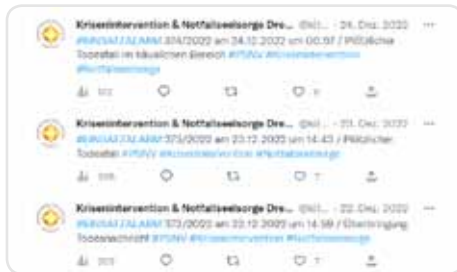 Krisenintervention & Notfallseelsorge Dre... · 24. Dez. 2022
#EINSATZALARM 374/2022 am 24.12.2022 um 00:57 / Plötzlicher
Todesfall im häuslichen Bereich #PSNV #Krisenintervention
#Notfallseelsorge
Krisenintervention & Notfallseelsorge Dre... · 23. Dez. 2022
#EINSATZALARM 373/2022 am 23.12.2022 um 14:43 / Plötzlicher
Todesfall #PSNV #Krisenintervention #Notfallseelsorge
Krisenintervention & Notfallseelsorge Dre... · 22. Dez. 2022
#EINSATZALARM 372/2022 am 22.12.2022 um 14:59 / Überbringung
Todesnachricht #PSNV #Krisenintervention #Notfallseelsorge